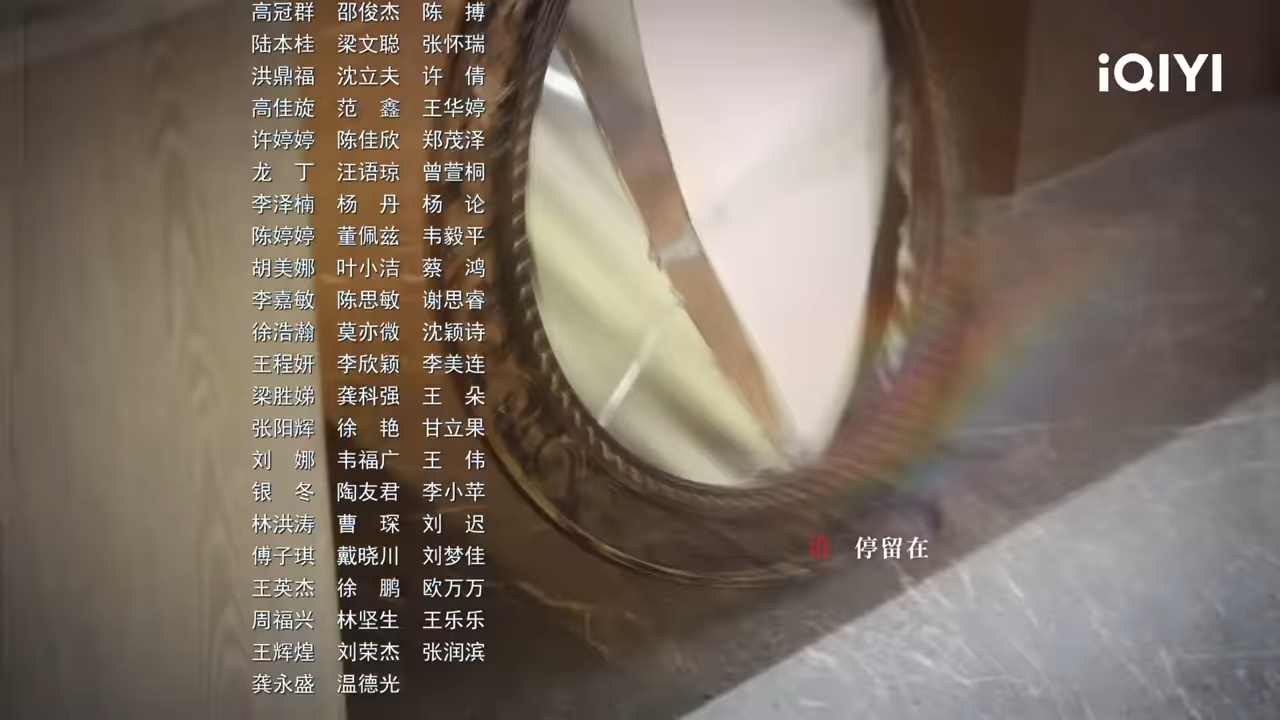 高冠群 邵俊杰 陈 搏
陆本桂 梁文聪 张怀瑞
洪鼎福 沈立夫 许 倩
高佳旋 范 鑫 王华婷
许婷婷 陈佳欣 郑茂泽
龙 丁 汪语琼 曾萱桐
李泽楠 杨 丹 杨 论
陈婷婷 董佩兹 韦毅平
胡美娜 叶小洁 蔡 鸿
李嘉敏 陈思敏 谢思睿
徐浩瀚 莫亦微 沈颖诗
王程妍 李欣颖 李美连
梁胜娣 龚科强 王 朵
张阳辉 徐 艳 甘立果
刘 娜 韦福广 王 伟
银 冬 陶友君 李小苹
林洪涛 曹 琛 刘 迟
傅子琪 戴晓川 刘梦佳
王英杰 徐 鹏 欧万万
周福兴 林坚生 王乐乐
王辉煌 刘荣杰 张润滨
龚永盛 温德光
iQIYI
谁 停留在